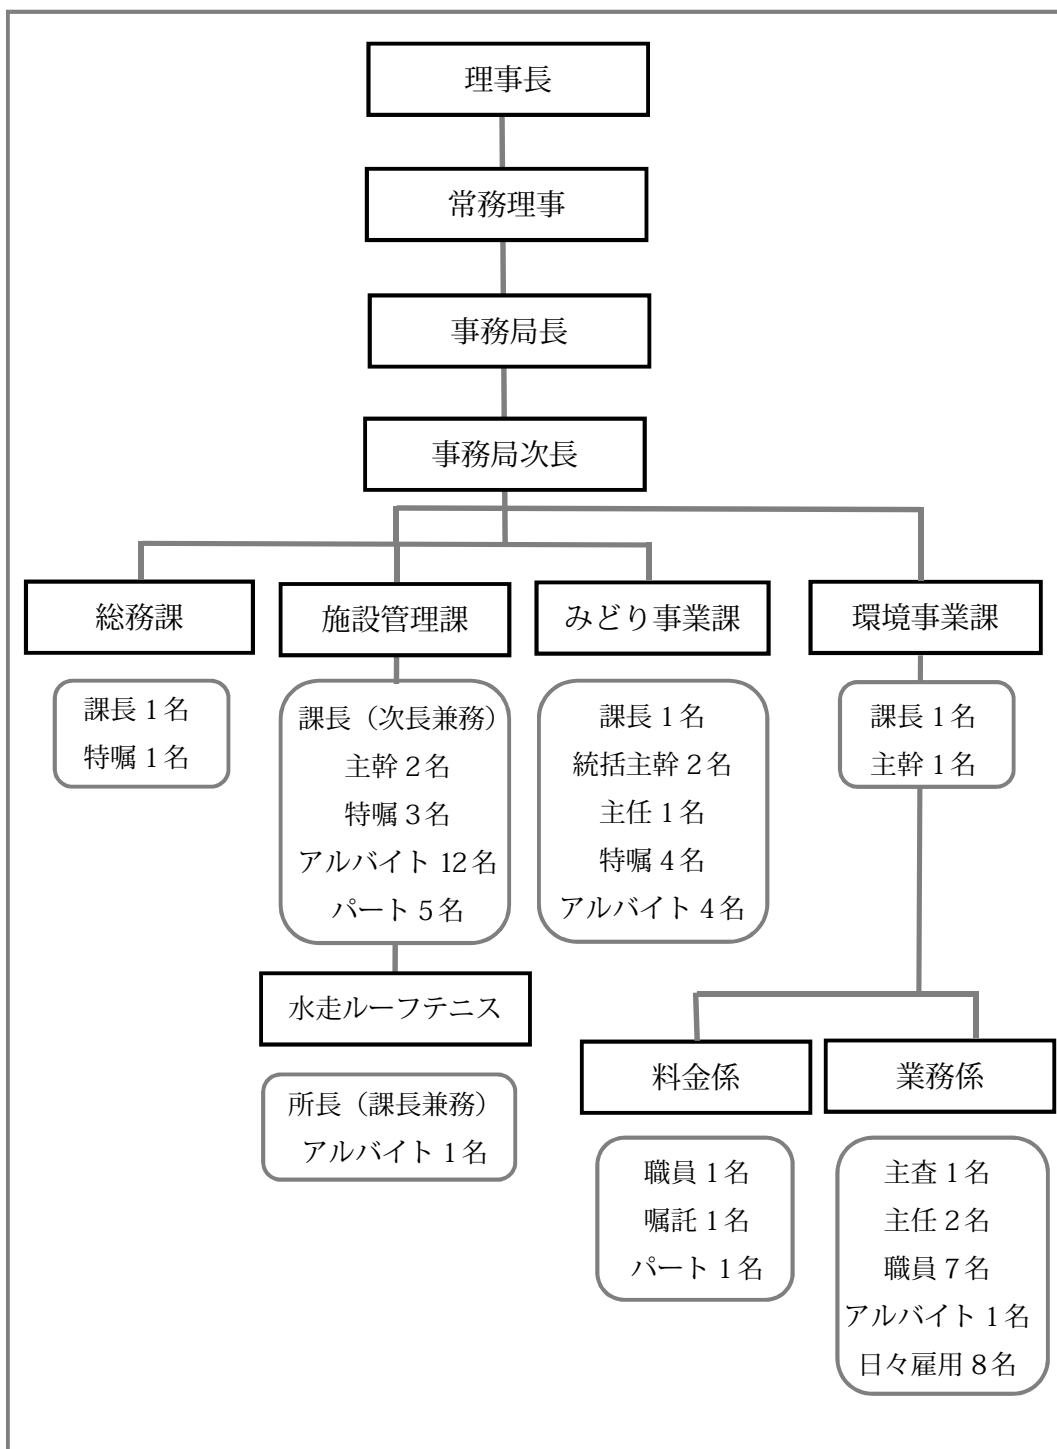 理事長
常務理事
事務局長
事務局次長
総務課
課長 1名
特嘱 1名
施設管理課
課長（次長兼務）
主幹 2名
特嘱 3名
アルバイト 12名
パート 5名
水走ルーフテニス
所長（課長兼務）
アルバイト 1名
みどり事業課
課長 1名
統括主幹 2名
主任 1名
特嘱 4名
アルバイト 4名
環境事業課
課長 1名
主幹 1名
料金係
職員 1名
嘱託 1名
パート 1名
業務係
主査 1名
主任 2名
職員 7名
アルバイト 1名
日々雇用 8名